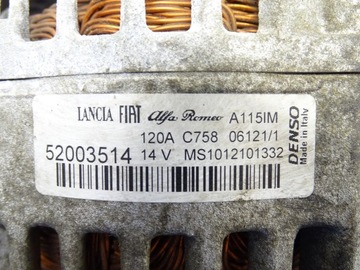 LANCIA FIAT Alfa Romeo A115IM
120A C758 06121/1
52003514 14 V MS1012101332
DENSO
Made in Italy